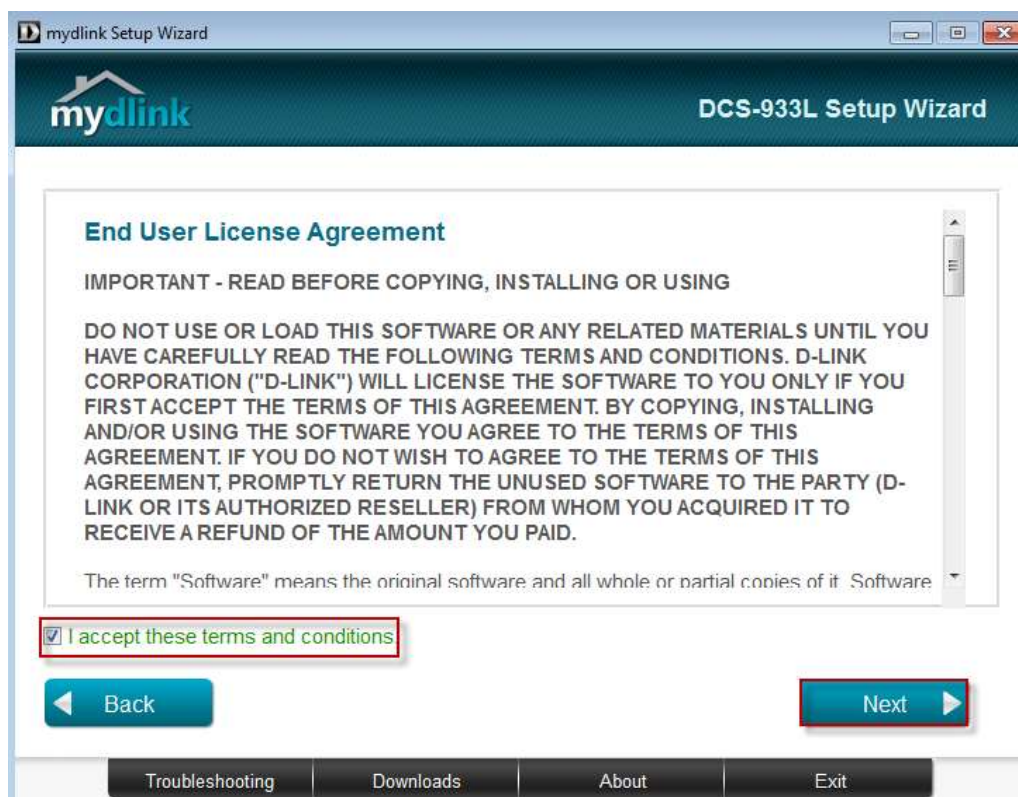 mydlink Setup Wizard
mydlink
DCS-933L Setup Wizard
End User License Agreement
IMPORTANT - READ BEFORE COPYING, INSTALLING OR USING
DO NOT USE OR LOAD THIS SOFTWARE OR ANY RELATED MATERIALS UNTIL YOU
HAVE CAREFULLY READ THE FOLLOWING TERMS AND CONDITIONS. D-LINK
CORPORATION ("D-LINK") WILL LICENSE THE SOFTWARE TO YOU ONLY IF YOU
FIRST ACCEPT THE TERMS OF THIS AGREEMENT. BY COPYING, INSTALLING
AND/OR USING THE SOFTWARE YOU AGREE TO THE TERMS OF THIS
AGREEMENT. IF YOU DO NOT WISH TO AGREE TO THE TERMS OF THIS
AGREEMENT, PROMPTLY RETURN THE UNUSED SOFTWARE TO THE PARTY (D-
LINK OR ITS AUTHORIZED RESELLER) FROM WHOM YOU ACQUIRED IT TO
RECEIVE A REFUND OF THE AMOUNT YOU PAID.
The term "Software" means the original software and all whole or partial copies of it. Software
I accept these terms and conditions.
Back
Next
Troubleshooting
Downloads
About
Exit